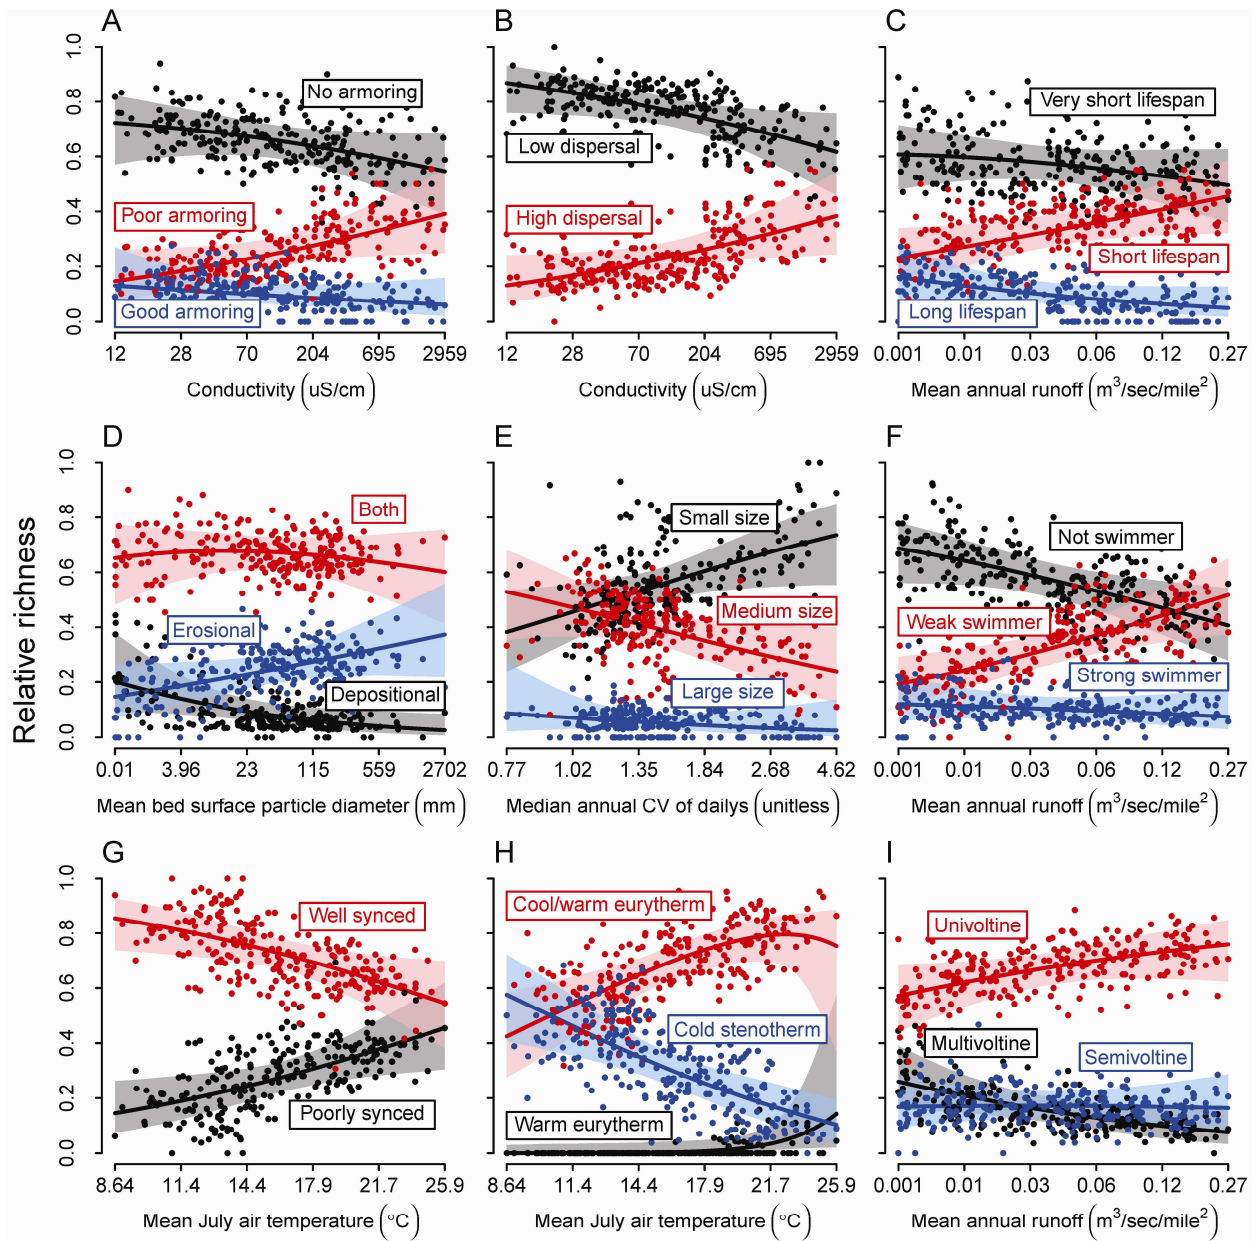 A
B
C
1.0
0.8
0.6
0.4
0.2
0.0
No armoring
Poor armoring
Good armoring
Low dispersal
High dispersal
Very short lifespan
Short lifespan
Long lifespan
12 28 70 204 695 2959
12 28 70 204 695 2959
0.001 0.01 0.03 0.06 0.12 0.27
Conductivity (uS/cm)
Conductivity (uS/cm)
Mean annual runoff (m³/sec/mile²)
D
E
F
Relative richness
1.0
0.8
0.6
0.4
0.2
0.0
Both
Erosional
Depositional
Small size
Medium size
Large size
Not swimmer
Weak swimmer
Strong swimmer
0.01 3.96 23 115 559 2702
0.77 1.02 1.35 1.84 2.68 4.62
0.001 0.01 0.03 0.06 0.12 0.27
Mean bed surface particle diameter (mm)
Median annual CV of dailys (unitless)
Mean annual runoff (m³/sec/mile²)
G
H
I
1.0
0.8
0.6
0.4
0.2
0.0
Well synced
Poorly synced
Cool/warm eurytherm
Cold stenotherm
Warm eurytherm
Univoltine
Multivoltine
Semivoltine
8.64 11.4 14.4 17.9 21.7 25.9
8.64 11.4 14.4 17.9 21.7 25.9
0.001 0.01 0.03 0.06 0.12 0.27
Mean July air temperature (°C)
Mean July air temperature (°C)
Mean annual runoff (m³/sec/mile²)